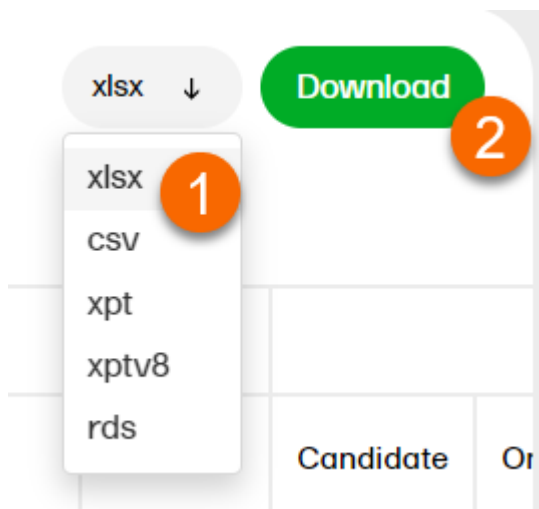 xlsx ↓ Download
2
xlsx
1
csv
xpt
xptv8
rds
Candidate